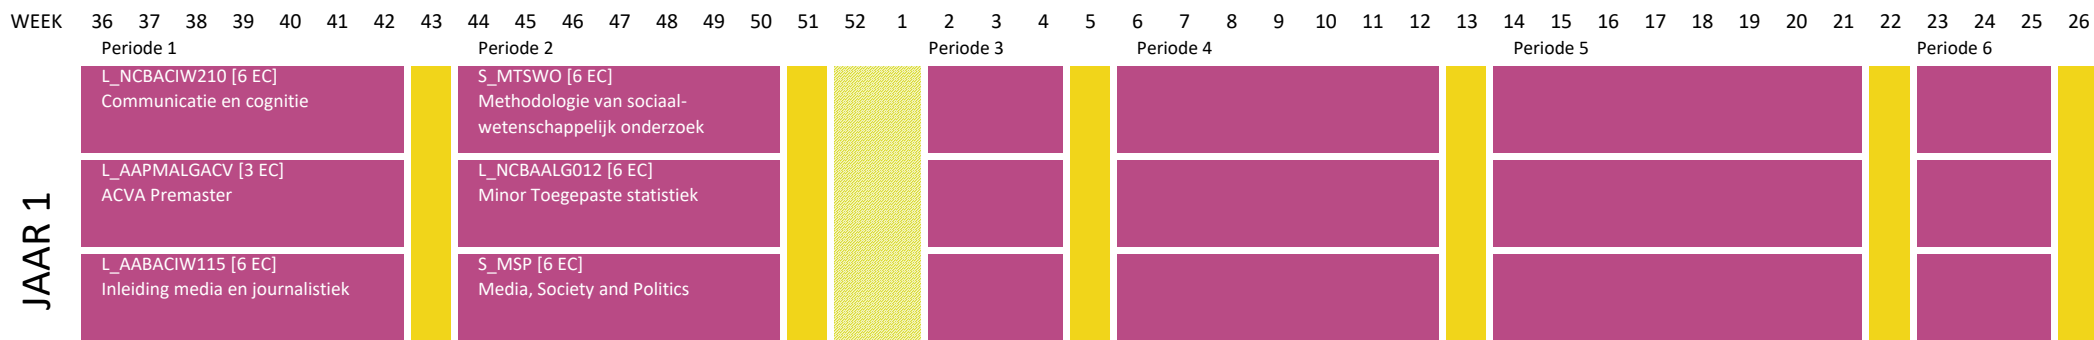 WEEK 36 37 38 39 40 41 42 43 44 45 46 47 48 49 50 51 52 1 2 3 4 5 6 7 8 9 10 11 12 13 14 15 16 17 18 19 20 21 22 23 24 25 26
Periode 1 Periode 2 Periode 3 Periode 4 Periode 5 Periode 6
JAAR 1
L_NCBACIW210 [6 EC]
Communicatie en cognitie
S_MTSWO [6 EC]
Methodologie van sociaal-
wetenschappelijk onderzoek
L_AAPMALGACV [3 EC]
ACVA Premaster
L_NCBAALG012 [6 EC]
Minor Toegepaste statistiek
L_AABACIW115 [6 EC]
Inleiding media en journalistiek
S_MSP [6 EC]
Media, Society and Politics